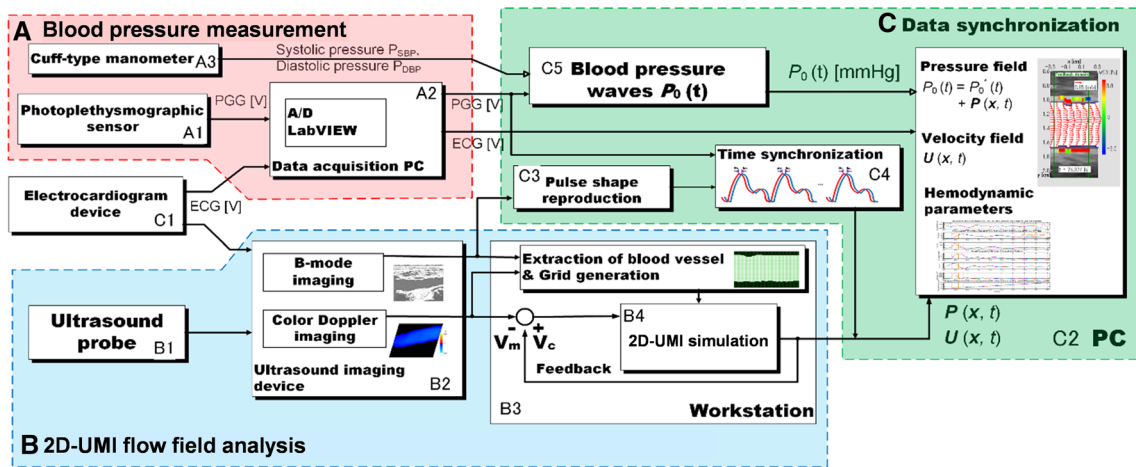 A Blood pressure measurement
Cuff-type manometer A3
Systolic pressure P_SBP,
Diastolic pressure P_DBP
Photoplethysmographic
sensor
A1
PGG [V]
A2
A/D
LabVIEW
Data acquisition PC
PGG [V]
ECG [V]
Electrocardiogram
device
C1
ECG [V]
C Data synchronization
C5 Blood pressure
waves P₀ (t)
P₀ (t) [mmHg]
Pressure field
P₀ (t) = P₀* (t)
+ P (x, t)
Velocity field
U (x, t)
Hemodynamic
parameters
C3
Pulse shape
reproduction
Time synchronization
C4
P (x, t)
U (x, t)
C2 PC
Ultrasound
probe
B1
B-mode
imaging
Color Doppler
imaging
Ultrasound imaging
device
B2
Extraction of blood vessel
& Grid generation
B4
2D-UMI simulation
- +
Vm Vc
Feedback
B3
Workstation
B 2D-UMI flow field analysis